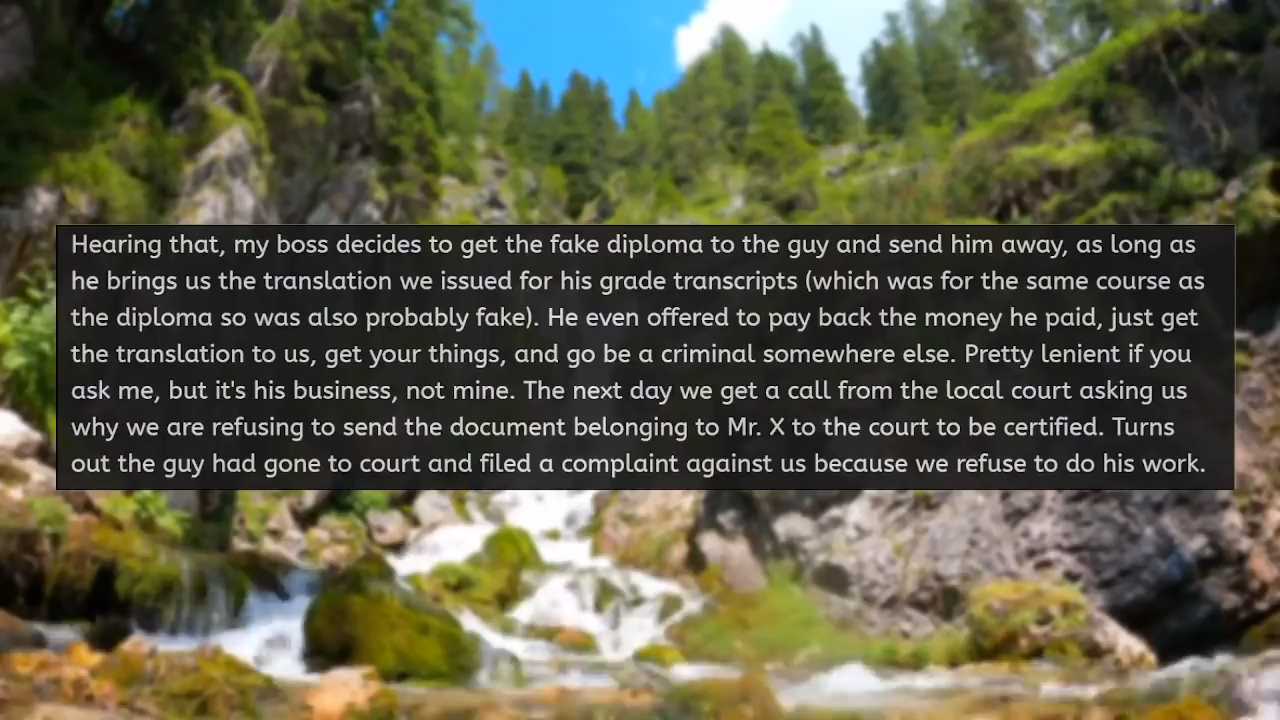 Hearing that, my boss decides to get the fake diploma to the guy and send him away, as long as
he brings us the translation we issued for his grade transcripts (which was for the same course as
the diploma so was also probably fake). He even offered to pay back the money he paid, just get
the translation to us, get your things, and go be a criminal somewhere else. Pretty lenient if you
ask me, but it's his business, not mine. The next day we get a call from the local court asking us
why we are refusing to send the document belonging to Mr. X to the court to be certified. Turns
out the guy had gone to court and filed a complaint against us because we refuse to do his work.